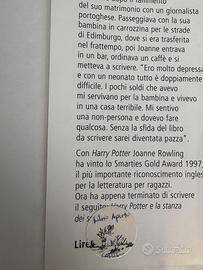 del suo matrimonio con un giornalista
portoghese. Passeggiava con la sua
bambina in carrozzina per le strade
di Edimburgo, dove si era trasferita
nel frattempo, poi Joanne entrava
in un bar, ordinava un caffè e si
metteva a scrivere. "Ero molto depressa
e con un neonato tutto è doppiamente
difficile. I pochi soldi che avevo
mi servivano per la bambina e vivevo
in una casa terribile. Mi sentivo
una non-persona e dovevo fare
qualcosa. Senza la sfida del libro
da scrivere sarei diventata pazza".
Con Harry Potter Joanne Rowling
ha vinto lo Smarties Gold Award 1997,
il più importante riconoscimento inglese
per la letteratura per ragazzi.
Ora ha appena terminato di scrivere
il seguito: Harry Potter e la stanza
dei
Lire
Subito